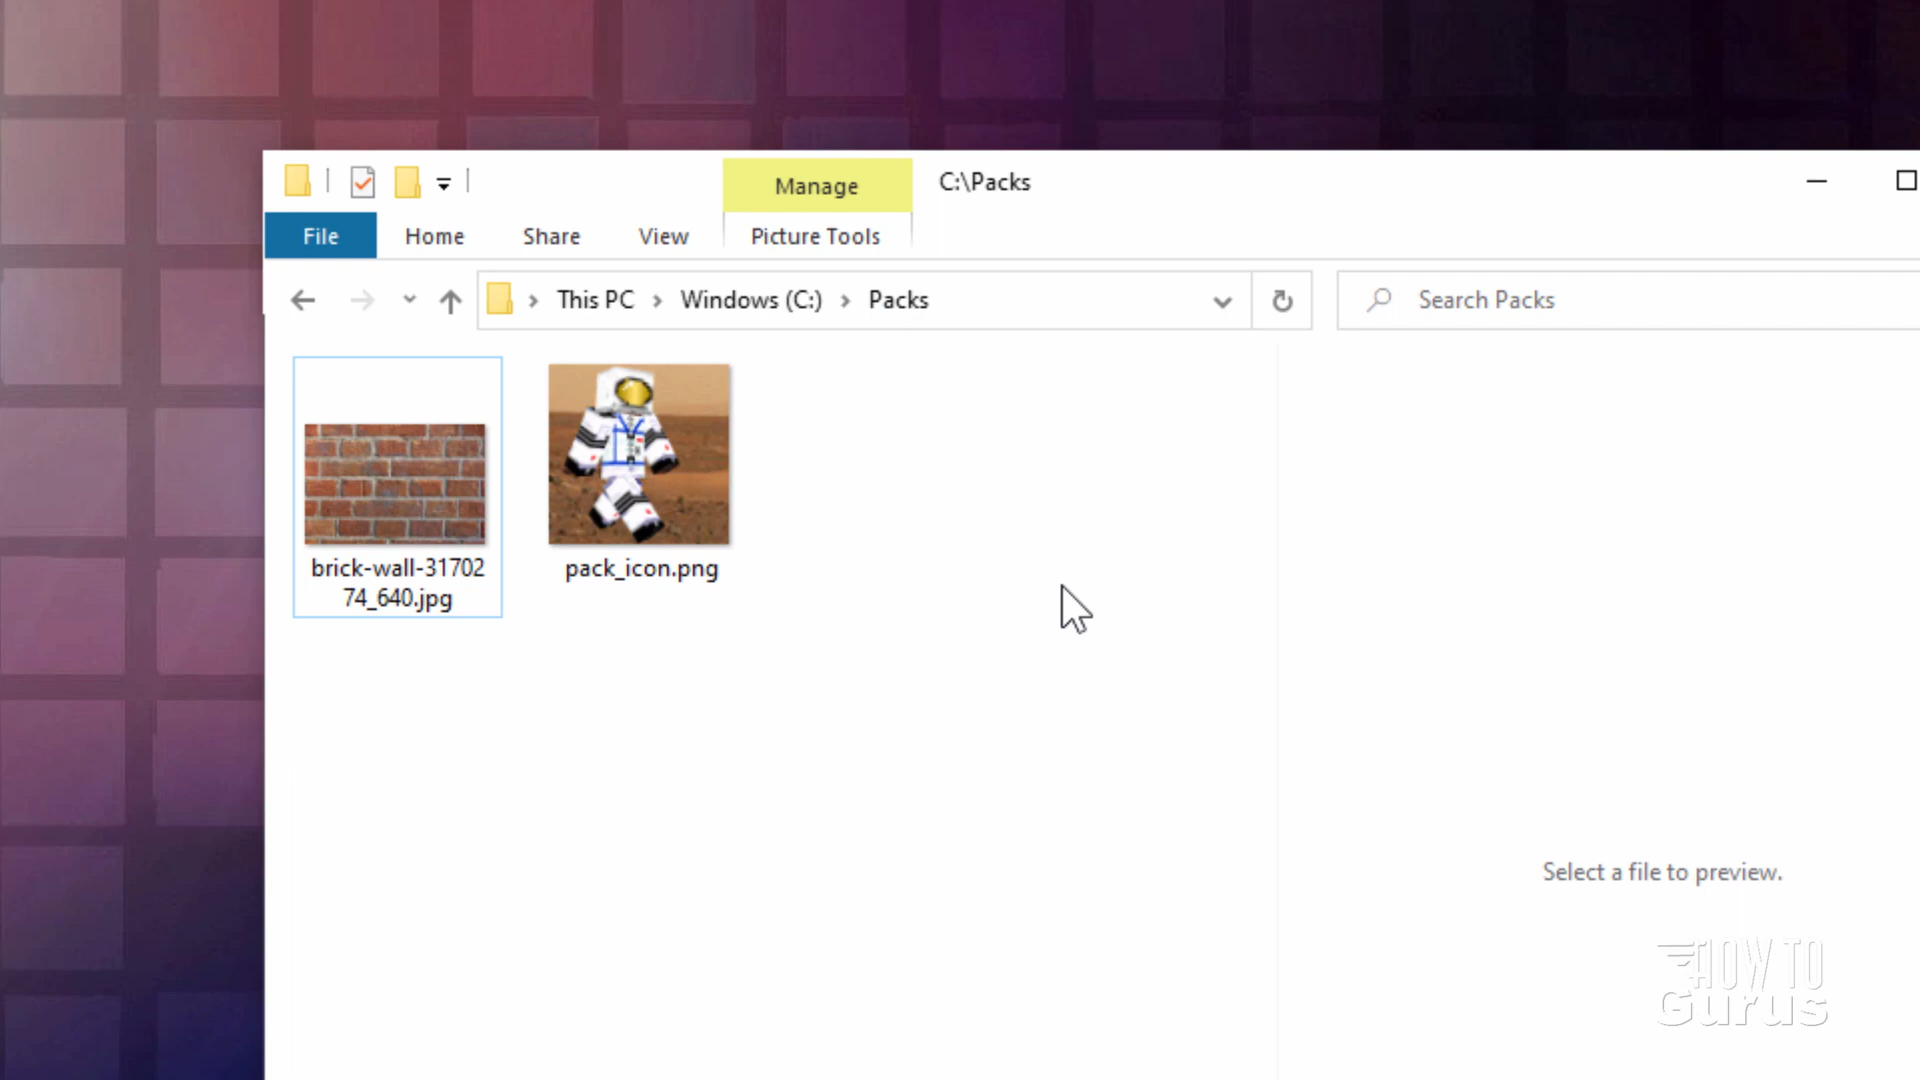 Manage
C:\Packs
File
Home
Share
View
Picture Tools
This PC
Windows (C:)
Packs
Search Packs
brick-wall-31702
74_640.jpg
pack_icon.png
Select a file to preview.
HOW TO
Gurus